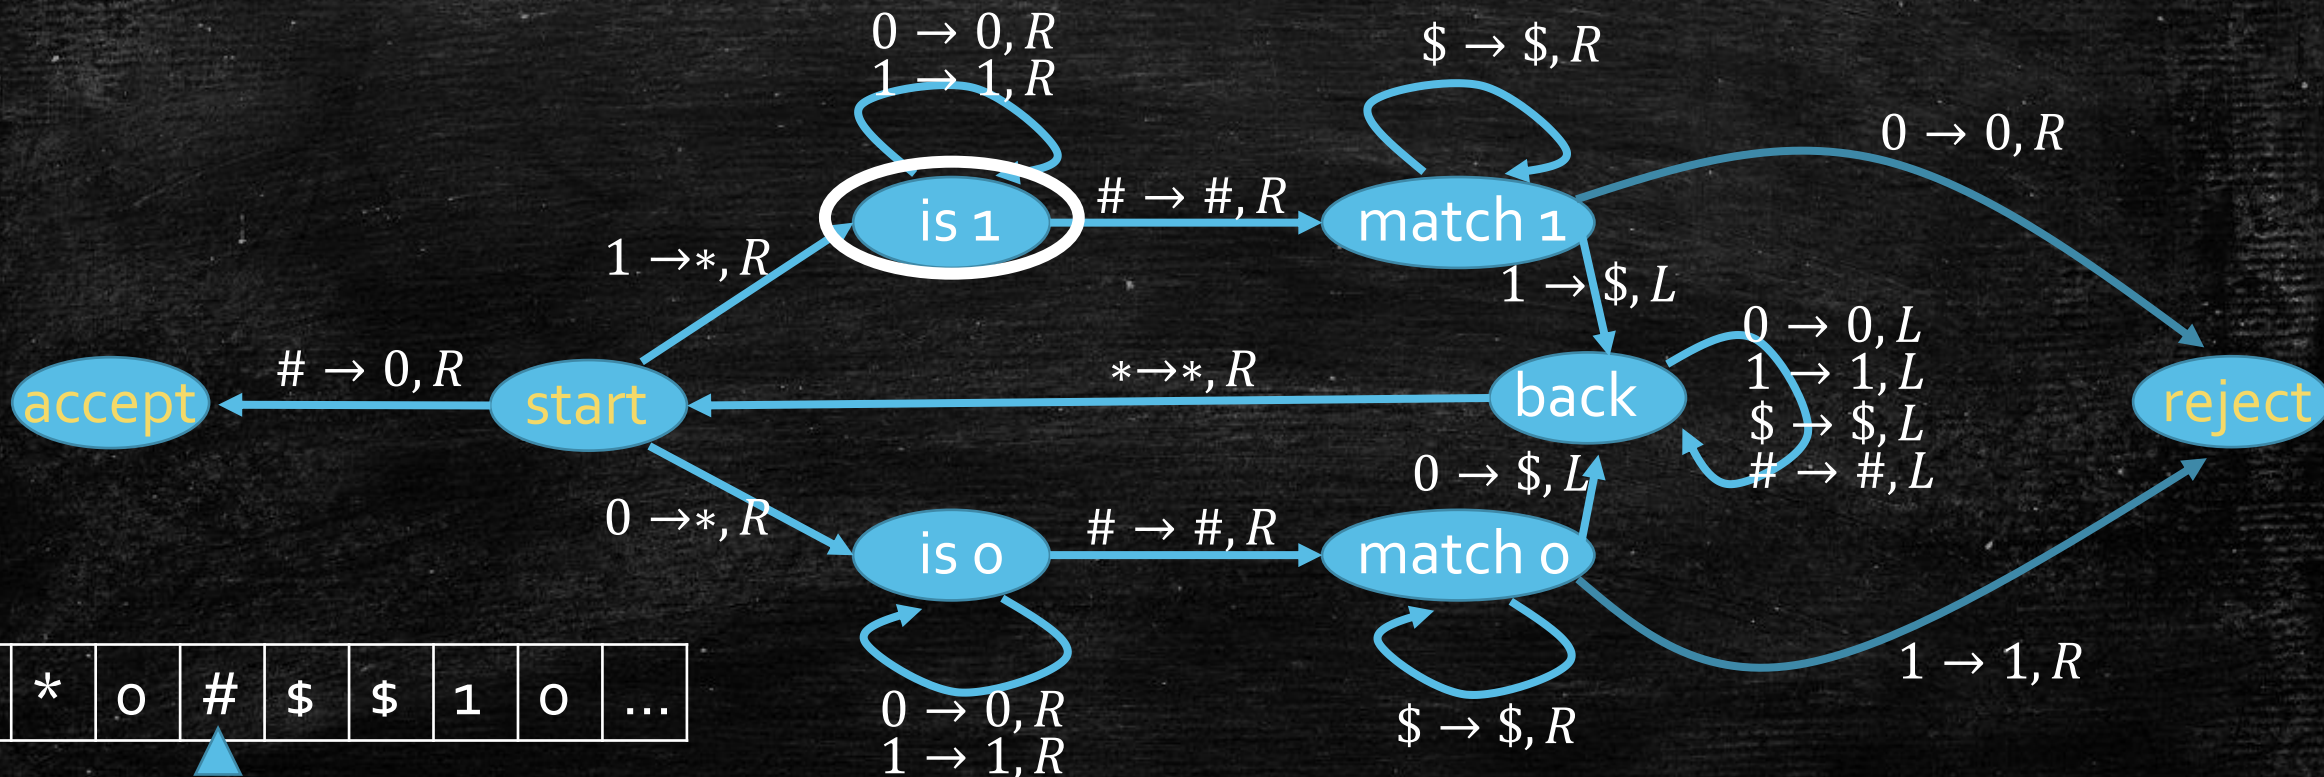 0 → 0, R
1 → 1, R
$ → $, R
0 → 0, R
is 1
# → #, R
match 1
1 →*, R
1 → $, L
0 → 0, L
1 → 1, L
$ → $, L
# → #, L
accept
# → 0, R
start
*→*, R
back
reject
0 → $, L
0 →*, R
is 0
# → #, R
match 0
1 → 1, R
* 0 # $ $ 1 0 ...
0 → 0, R
1 → 1, R
$ → $, R